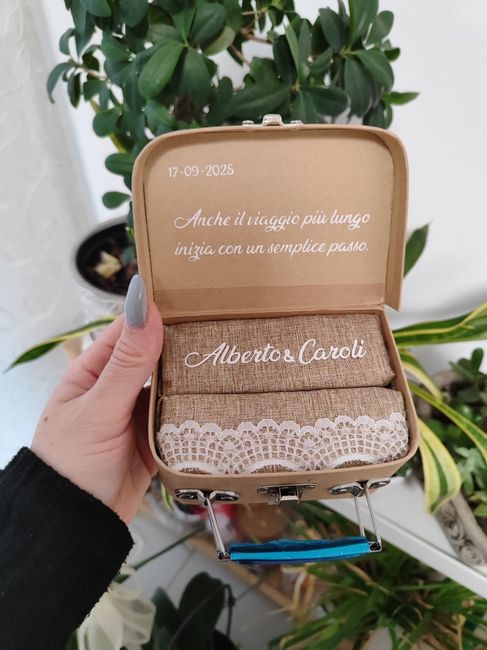 17-09-2025
Anche il viaggio più lungo
inizia con un semplice passo.
Alberto & Caroli